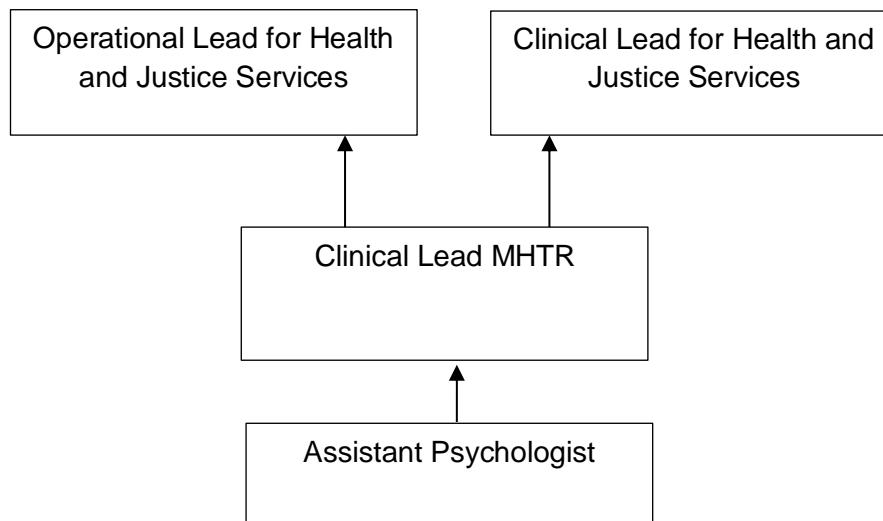 Operational Lead for Health
and Justice Services
Clinical Lead for Health and
Justice Services
Clinical Lead MHTR
Assistant Psychologist